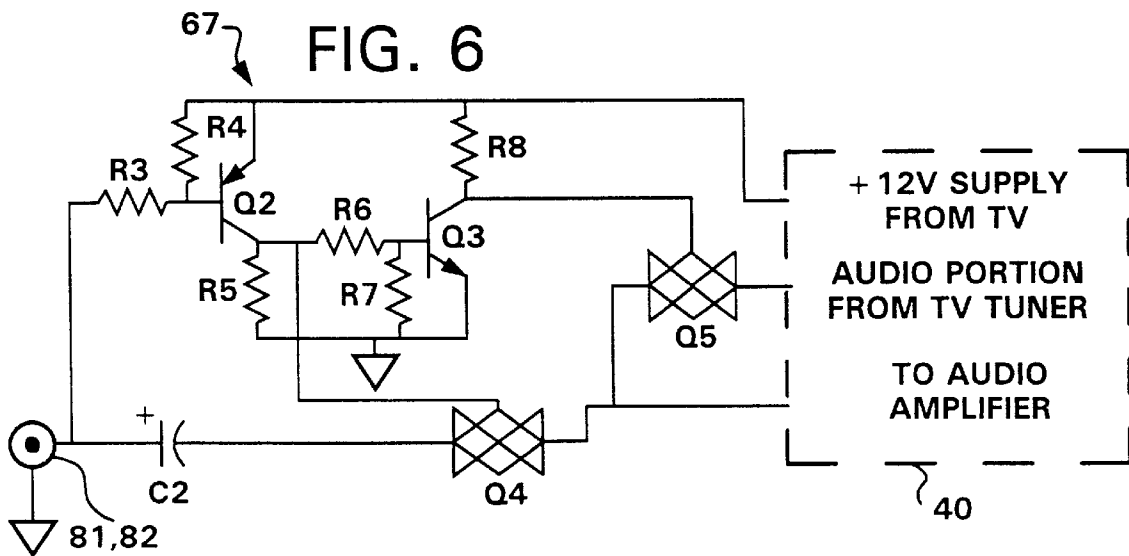 67
FIG. 6
R4
R8
R3
Q2
R6
Q3
R5
R7
Q5
+12V SUPPLY
FROM TV
AUDIO PORTION
FROM TV TUNER
TO AUDIO
AMPLIFIER
+
C2
Q4
40
81,82